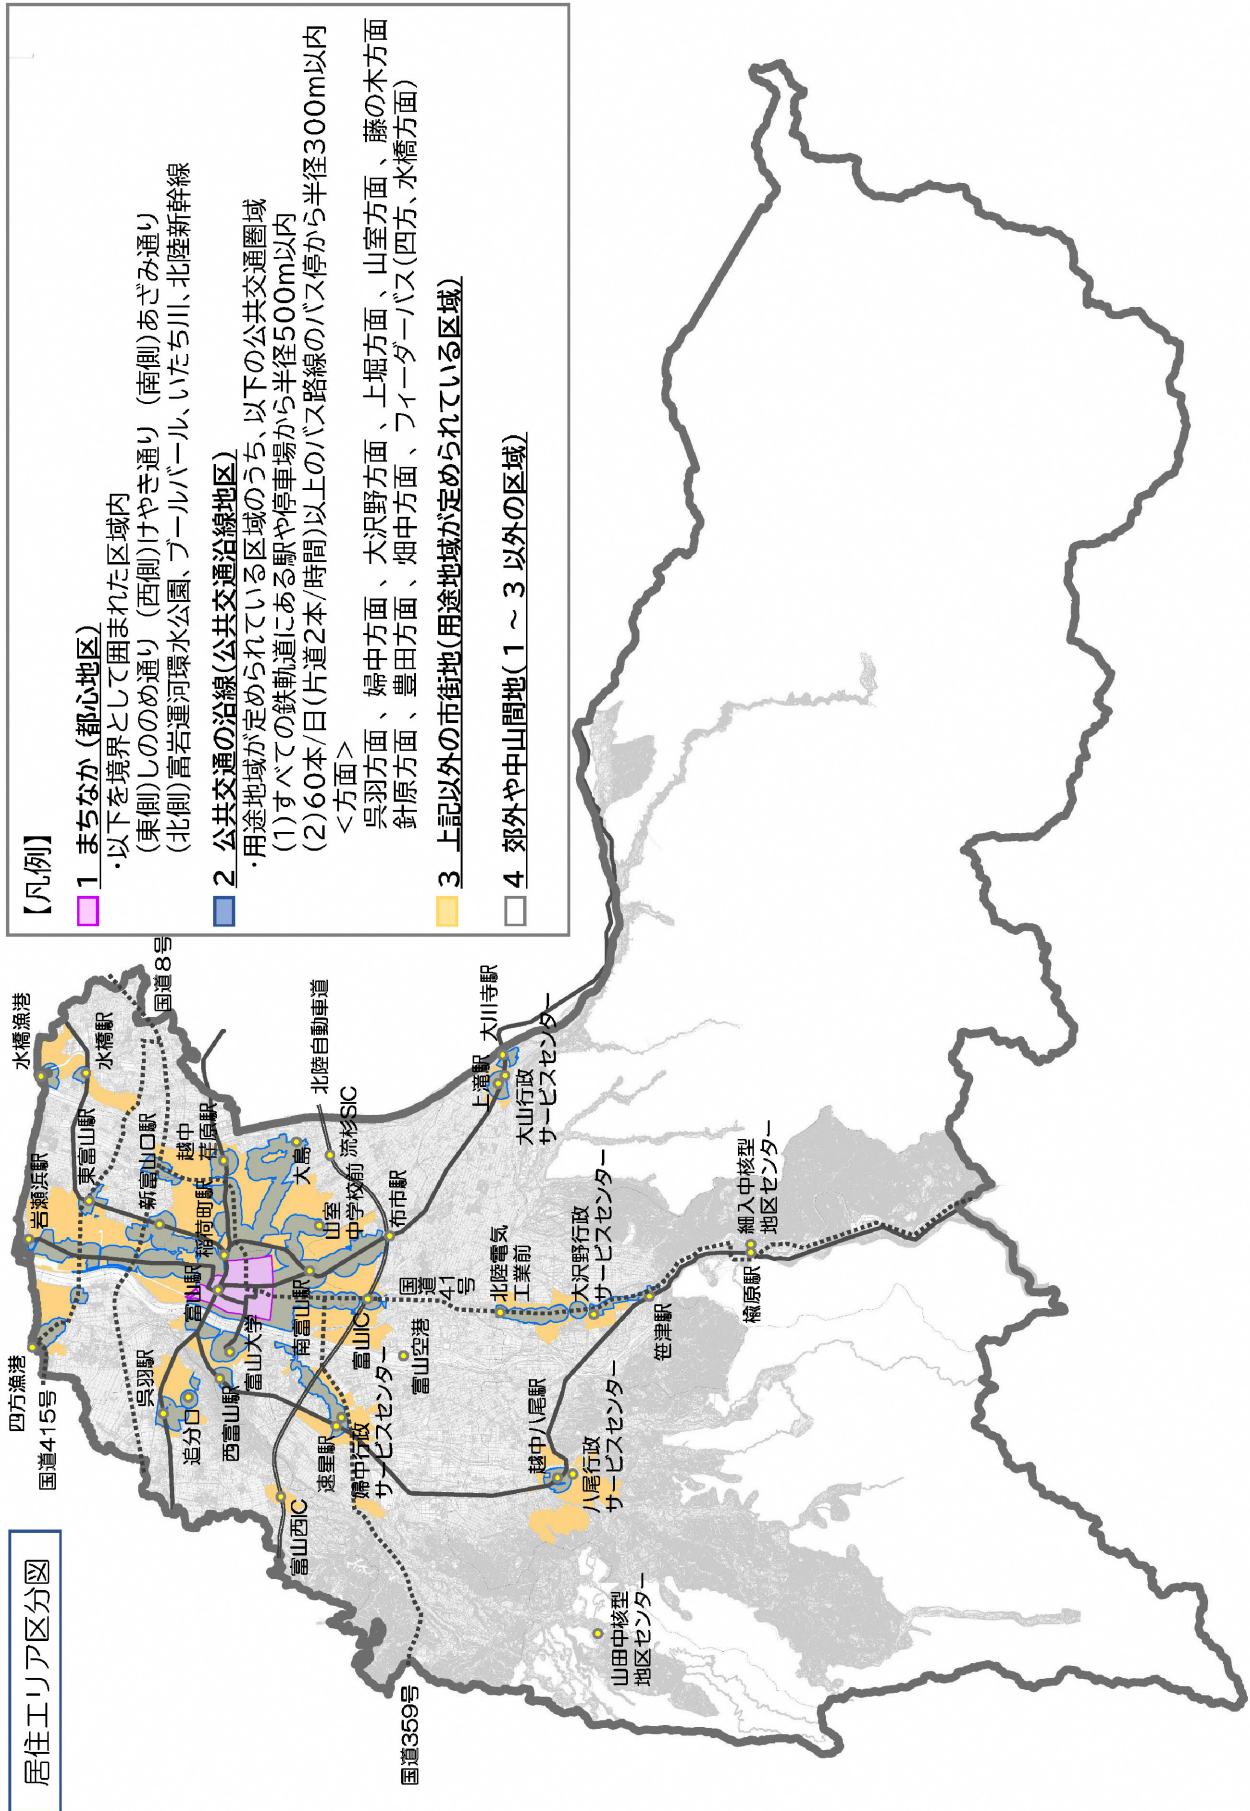 居住エリア区分図
【凡例】
1 まちなか（都心地区）
・以下を境界として囲まれた区域内
(東側)しののめ通り (西側)けやき通り (南側)あざみ通り
(北側)富岩運河環水公園、ブールバール、いたち川、北陸新幹線
2 公共交通の沿線(公共交通沿線地区)
・用途地域が定められている区域のうち、以下の公共交通圏域
(1)すべての鉄軌道にある駅や停車場から半径500m以内
(2)60本/日(片道2本/時間)以上のバス路線のバス停から半径300m以内
<方面>
呉羽方面 、婦中方面 、大沢野方面 、上堀方面 、山室方面 、藤の木方面
針原方面 、豊田方面 、畑中方面 、フィーダーバス(四方、水橋方面)
3 上記以外の市街地(用途地域が定められている区域)
4 郊外や中山間地( 1 ~ 3 以外の区域)
四方漁港
国道415号
岩瀬浜駅
水橋漁港
水橋駅
東富山駅
国道8号
新富山口駅
越中
荏原駅
呉羽駅
追分口
富山駅
稲荷町駅
西富山駅
富山大学
大島
南富山駅
山室
中学校前
流杉SIC
北陸自動車道
富山西IC
速星駅
婦中行政
サービスセンター
富山IC
布市駅
国道
41
号
富山空港
国道359号
上滝駅
大川寺駅
大山行政
サービスセンター
北陸電気
工業前
大沢野行政
サービスセンター
越中八尾駅
八尾行政
サービスセンター
笹津駅
山田中核型
地区センター
楡原駅
細入中核型
地区センター